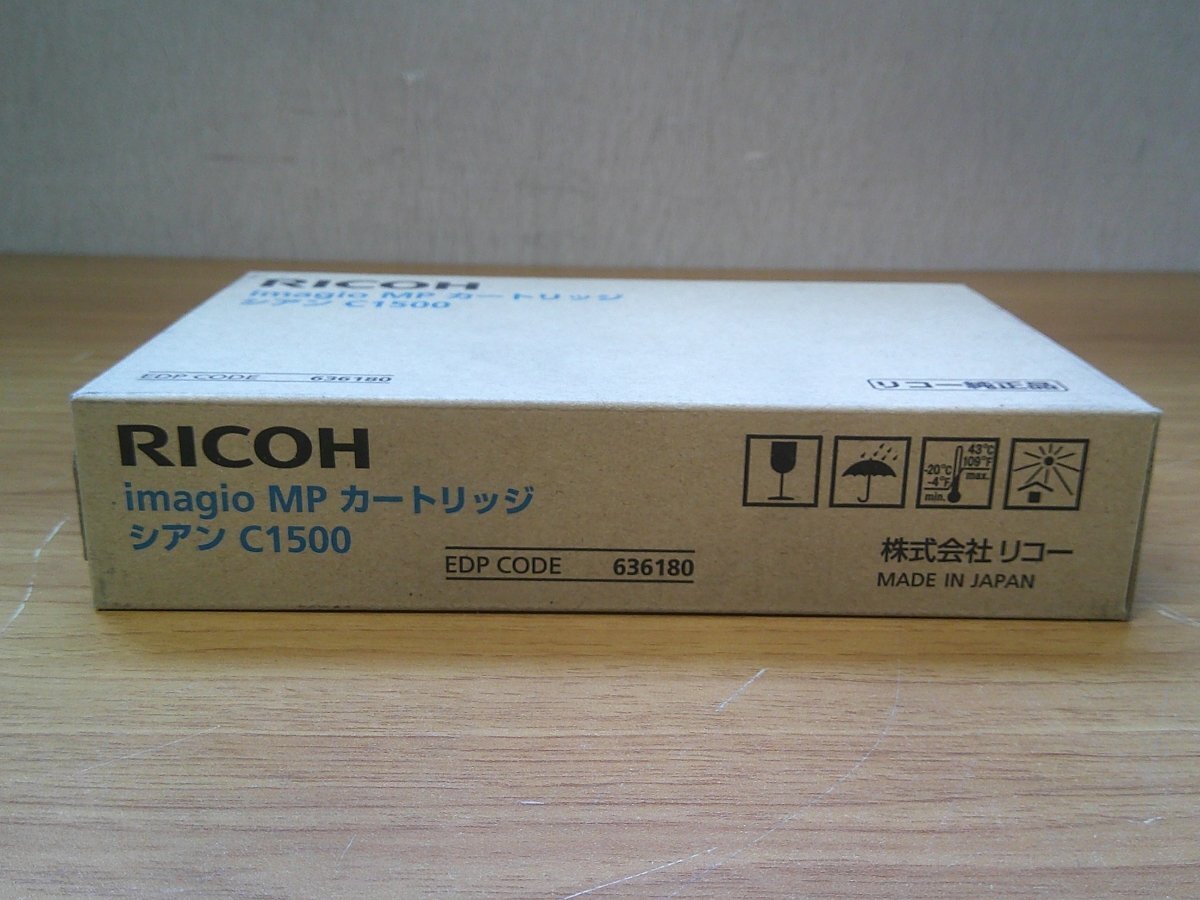 RICOH
imagio MP カートリッジ
シアン C1500
EDP CODE 636180
リコー純正品
RICOH
imagio MP カートリッジ
シアン C1500
EDP CODE 636180
-20°C
-4°F
min.
43°C
109°F
max.
株式会社 リコー
MADE IN JAPAN